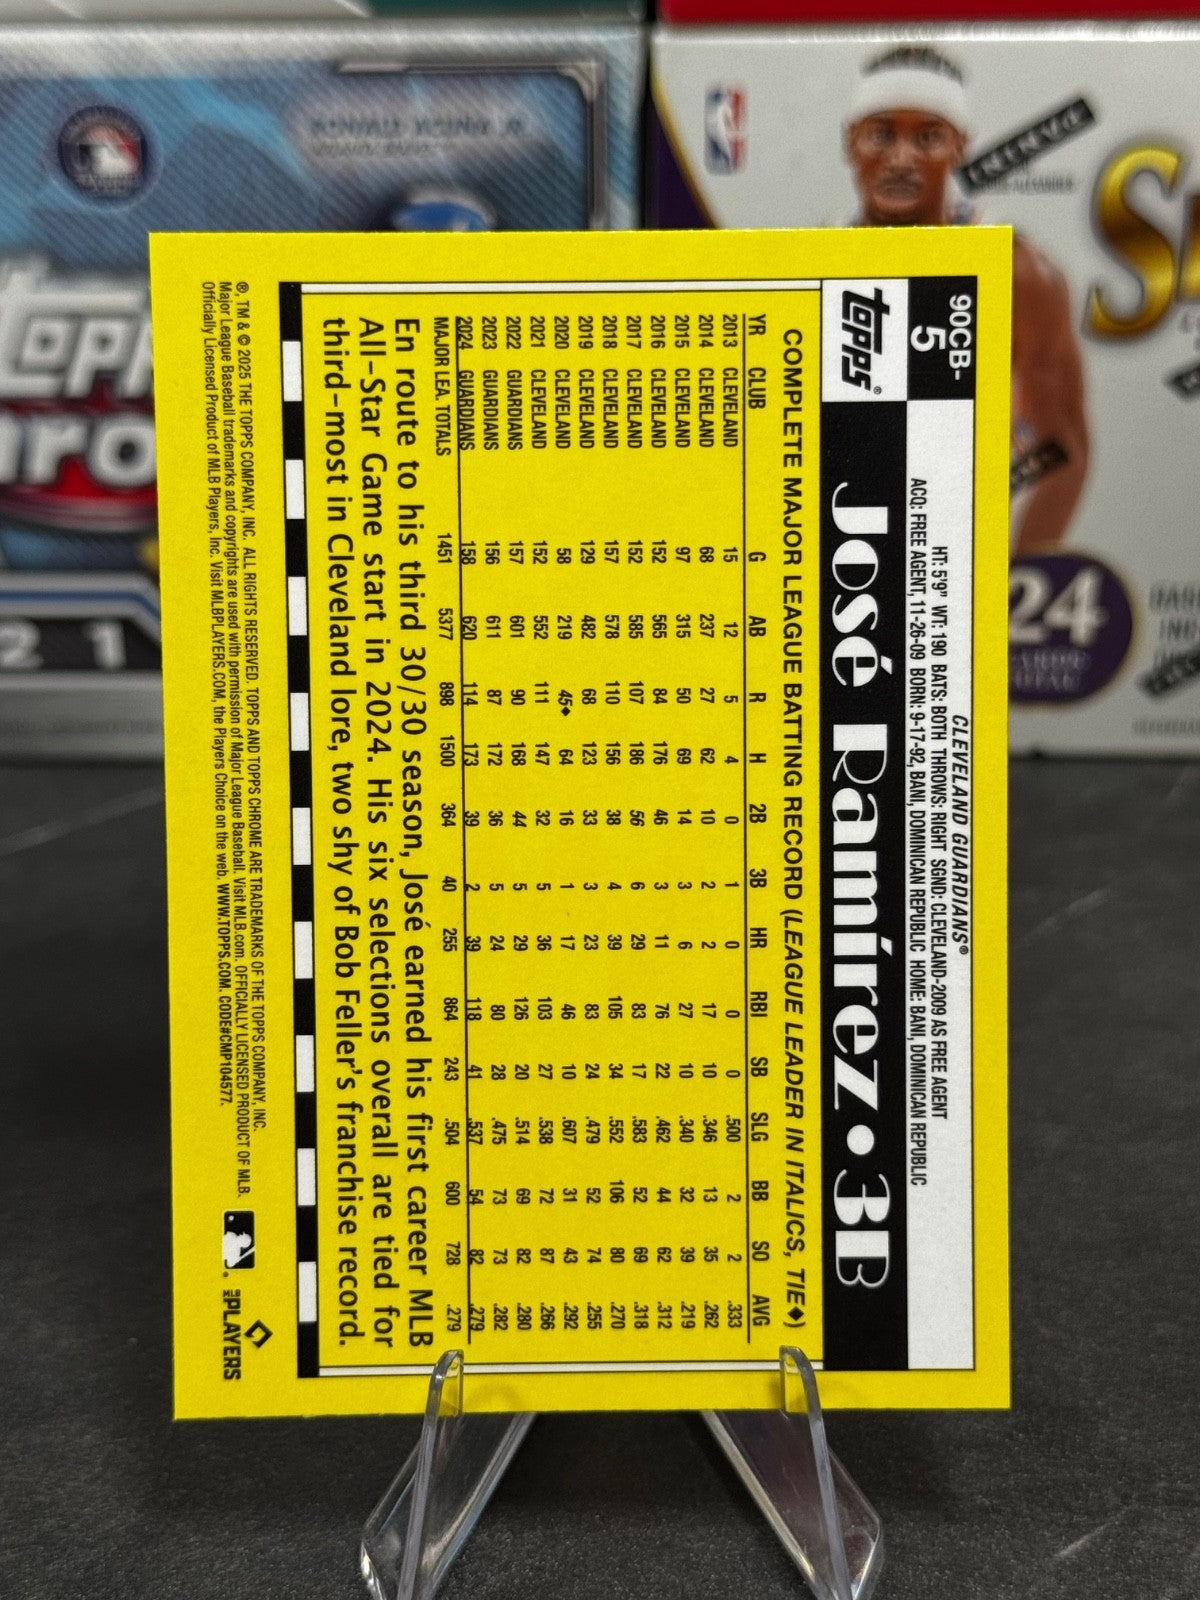 90CB-
5
CLEVELAND GUARDIANS®
HT: 5'9" WT: 190 BATS: BOTH THROWS: RIGHT SGND: CLEVELAND-2009 AS FREE AGENT
ACQ: FREE AGENT, 11-26-09 BORN: 9-17-92, BANI, DOMINICAN REPUBLIC HOME: BANI, DOMINICAN REPUBLIC
topps®
José Ramírez • 3B
COMPLETE MAJOR LEAGUE BATTING RECORD (LEAGUE LEADER IN ITALICS, TIE♦)
YR CLUB G AB R H 2B 3B HR RBI SB SLG BB SO AVG
2013 CLEVELAND 15 12 5 4 0 1 0 0 0 .500 2 2 .333
2014 CLEVELAND 68 237 27 62 10 2 2 17 10 .346 13 35 .262
2015 CLEVELAND 97 315 50 69 14 3 6 27 10 .340 32 39 .219
2016 CLEVELAND 152 565 84 176 46 3 11 76 22 .462 44 62 .312
2017 CLEVELAND 152 585 107 186 56 6 29 83 17 .583 52 69 .318
2018 CLEVELAND 157 578 110 156 38 4 39 105 34 .552 106 80 .270
2019 CLEVELAND 129 482 68 123 33 3 23 83 24 .479 52 74 .255
2020 CLEVELAND 58 219 45♦ 64 16 1 17 46 10 .607 31 43 .292
2021 CLEVELAND 152 552 111 147 32 5 36 103 27 .538 72 87 .266
2022 GUARDIANS 157 601 90 168 44 5 29 126 20 .514 69 82 .280
2023 GUARDIANS 156 611 87 172 36 5 24 80 28 .475 73 73 .282
2024 GUARDIANS 158 620 114 173 39 2 39 118 41 .537 54 82 .279
MAJOR LEA. TOTALS 1451 5377 898 1500 364 40 255 864 243 .504 600 728 .279
En route to his third 30/30 season, José earned his first career MLB
All-Star Game start in 2024. His six selections overall are tied for
third-most in Cleveland lore, two shy of Bob Feller's franchise record.
®, TM & © 2025 THE TOPPS COMPANY, INC. ALL RIGHTS RESERVED. TOPPS AND TOPPS CHROME ARE TRADEMARKS OF THE TOPPS COMPANY, INC.
Major League Baseball trademarks and copyrights are used with permission of Major League Baseball. Visit MLB.com. OFFICIALLY LICENSED PRODUCT OF MLB.
Officially Licensed Product of MLB Players, Inc. Visit MLBPLAYERS.COM, the Players Choice on the web. WWW.TOPPS.COM. CODE#CMP104577.
MLB PLAYERS
RONALD ACUÑA JR
topp
hro
2 1
PANINI
S
24